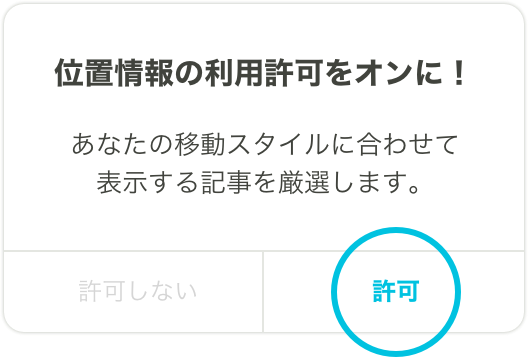 位置情報の利用許可をオンに！
あなたの移動スタイルに合わせて
表示する記事を厳選します。
許可しない
許可